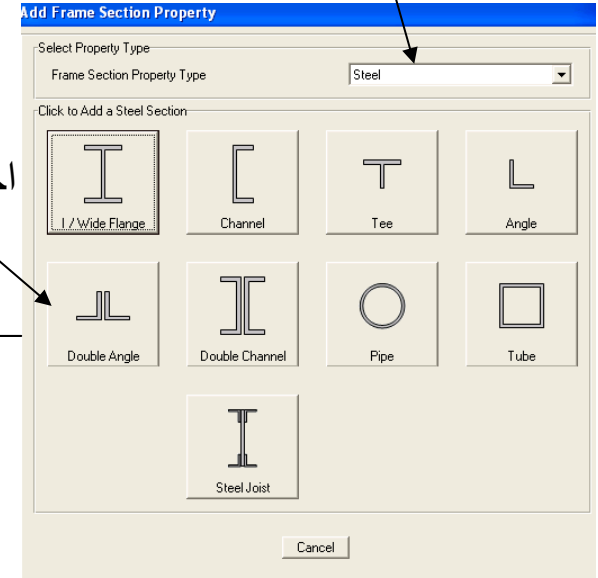 Add Frame Section Property
Select Property Type
Frame Section Property Type
Steel
Click to Add a Steel Section
I / Wide Flange
Channel
Tee
Angle
Double Angle
Double Channel
Pipe
Tube
Steel Joist
Cancel